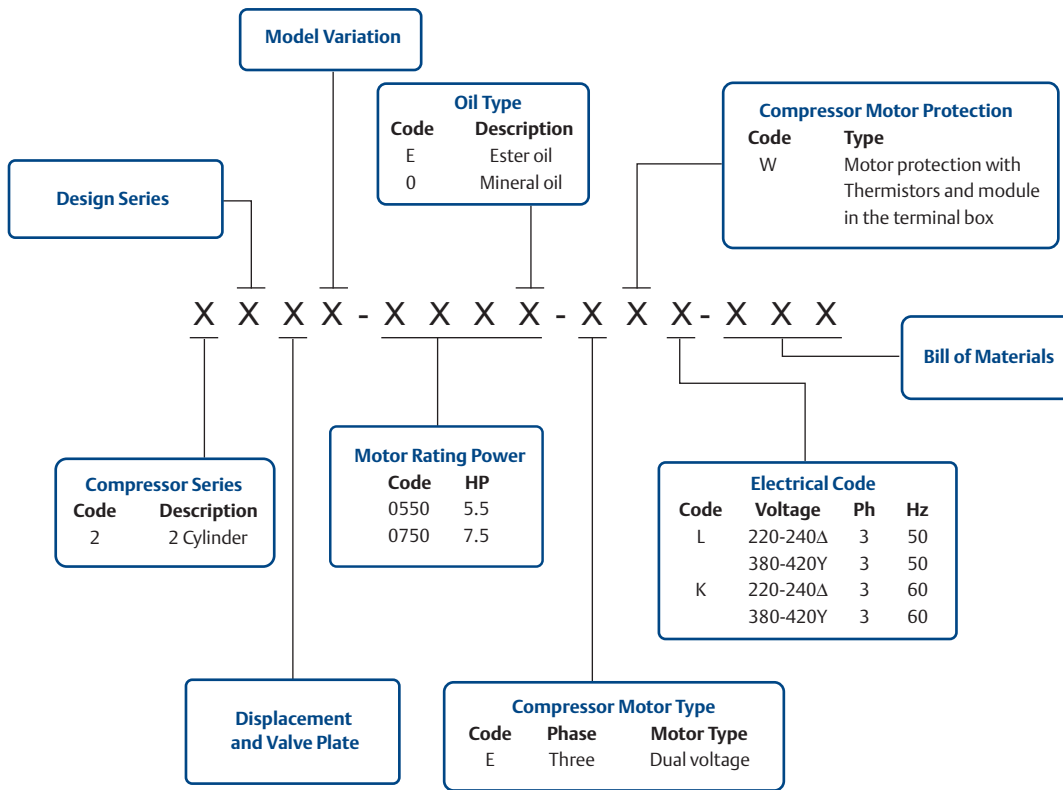 Model Variation
Oil Type
Code Description
E Ester oil
0 Mineral oil
Compressor Motor Protection
Code Type
W Motor protection with
Thermistors and module
in the terminal box
Design Series
X X X X - X X X X - X X X - X X X
Bill of Materials
Compressor Series
Code Description
2 2 Cylinder
Motor Rating Power
Code HP
0550 5.5
0750 7.5
Electrical Code
Code Voltage Ph Hz
L 220-240Δ 3 50
380-420Y 3 50
K 220-240Δ 3 60
380-420Y 3 60
Displacement
and Valve Plate
Compressor Motor Type
Code Phase Motor Type
E Three Dual voltage